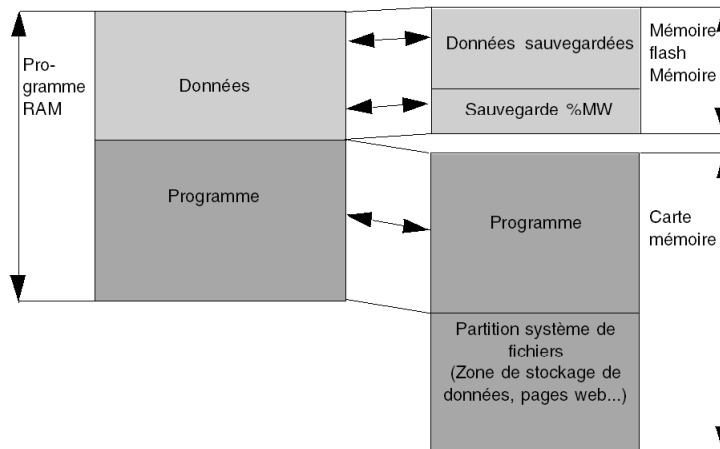 Pro-
gramme
RAM
Données
Programme
Données sauvegardées
Sauvegarde %MW
Mémoire
flash
Mémoire
Programme
Carte
mémoire
Partition système de
fichiers
(Zone de stockage de
données, pages web...)